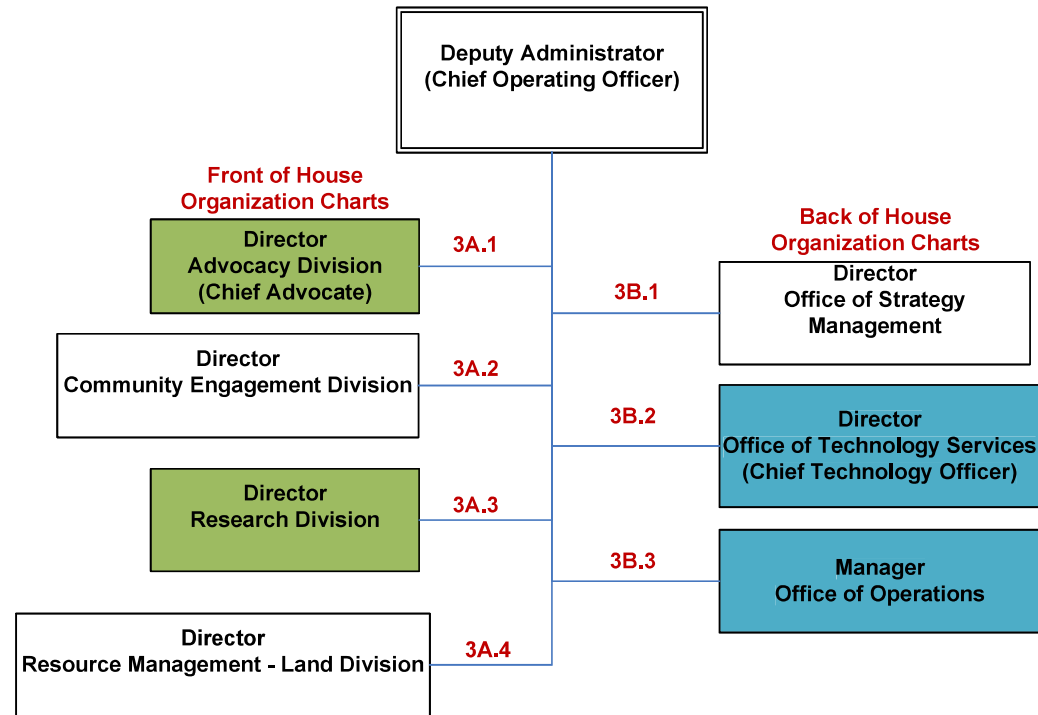 Deputy Administrator
(Chief Operating Officer)
Front of House
Organization Charts
Director
Advocacy Division
(Chief Advocate)
3A.1
Director
Community Engagement Division
3A.2
Director
Research Division
3A.3
Director
Resource Management - Land Division
3A.4
Back of House
Organization Charts
3B.1
Director
Office of Strategy
Management
3B.2
Director
Office of Technology Services
(Chief Technology Officer)
3B.3
Manager
Office of Operations